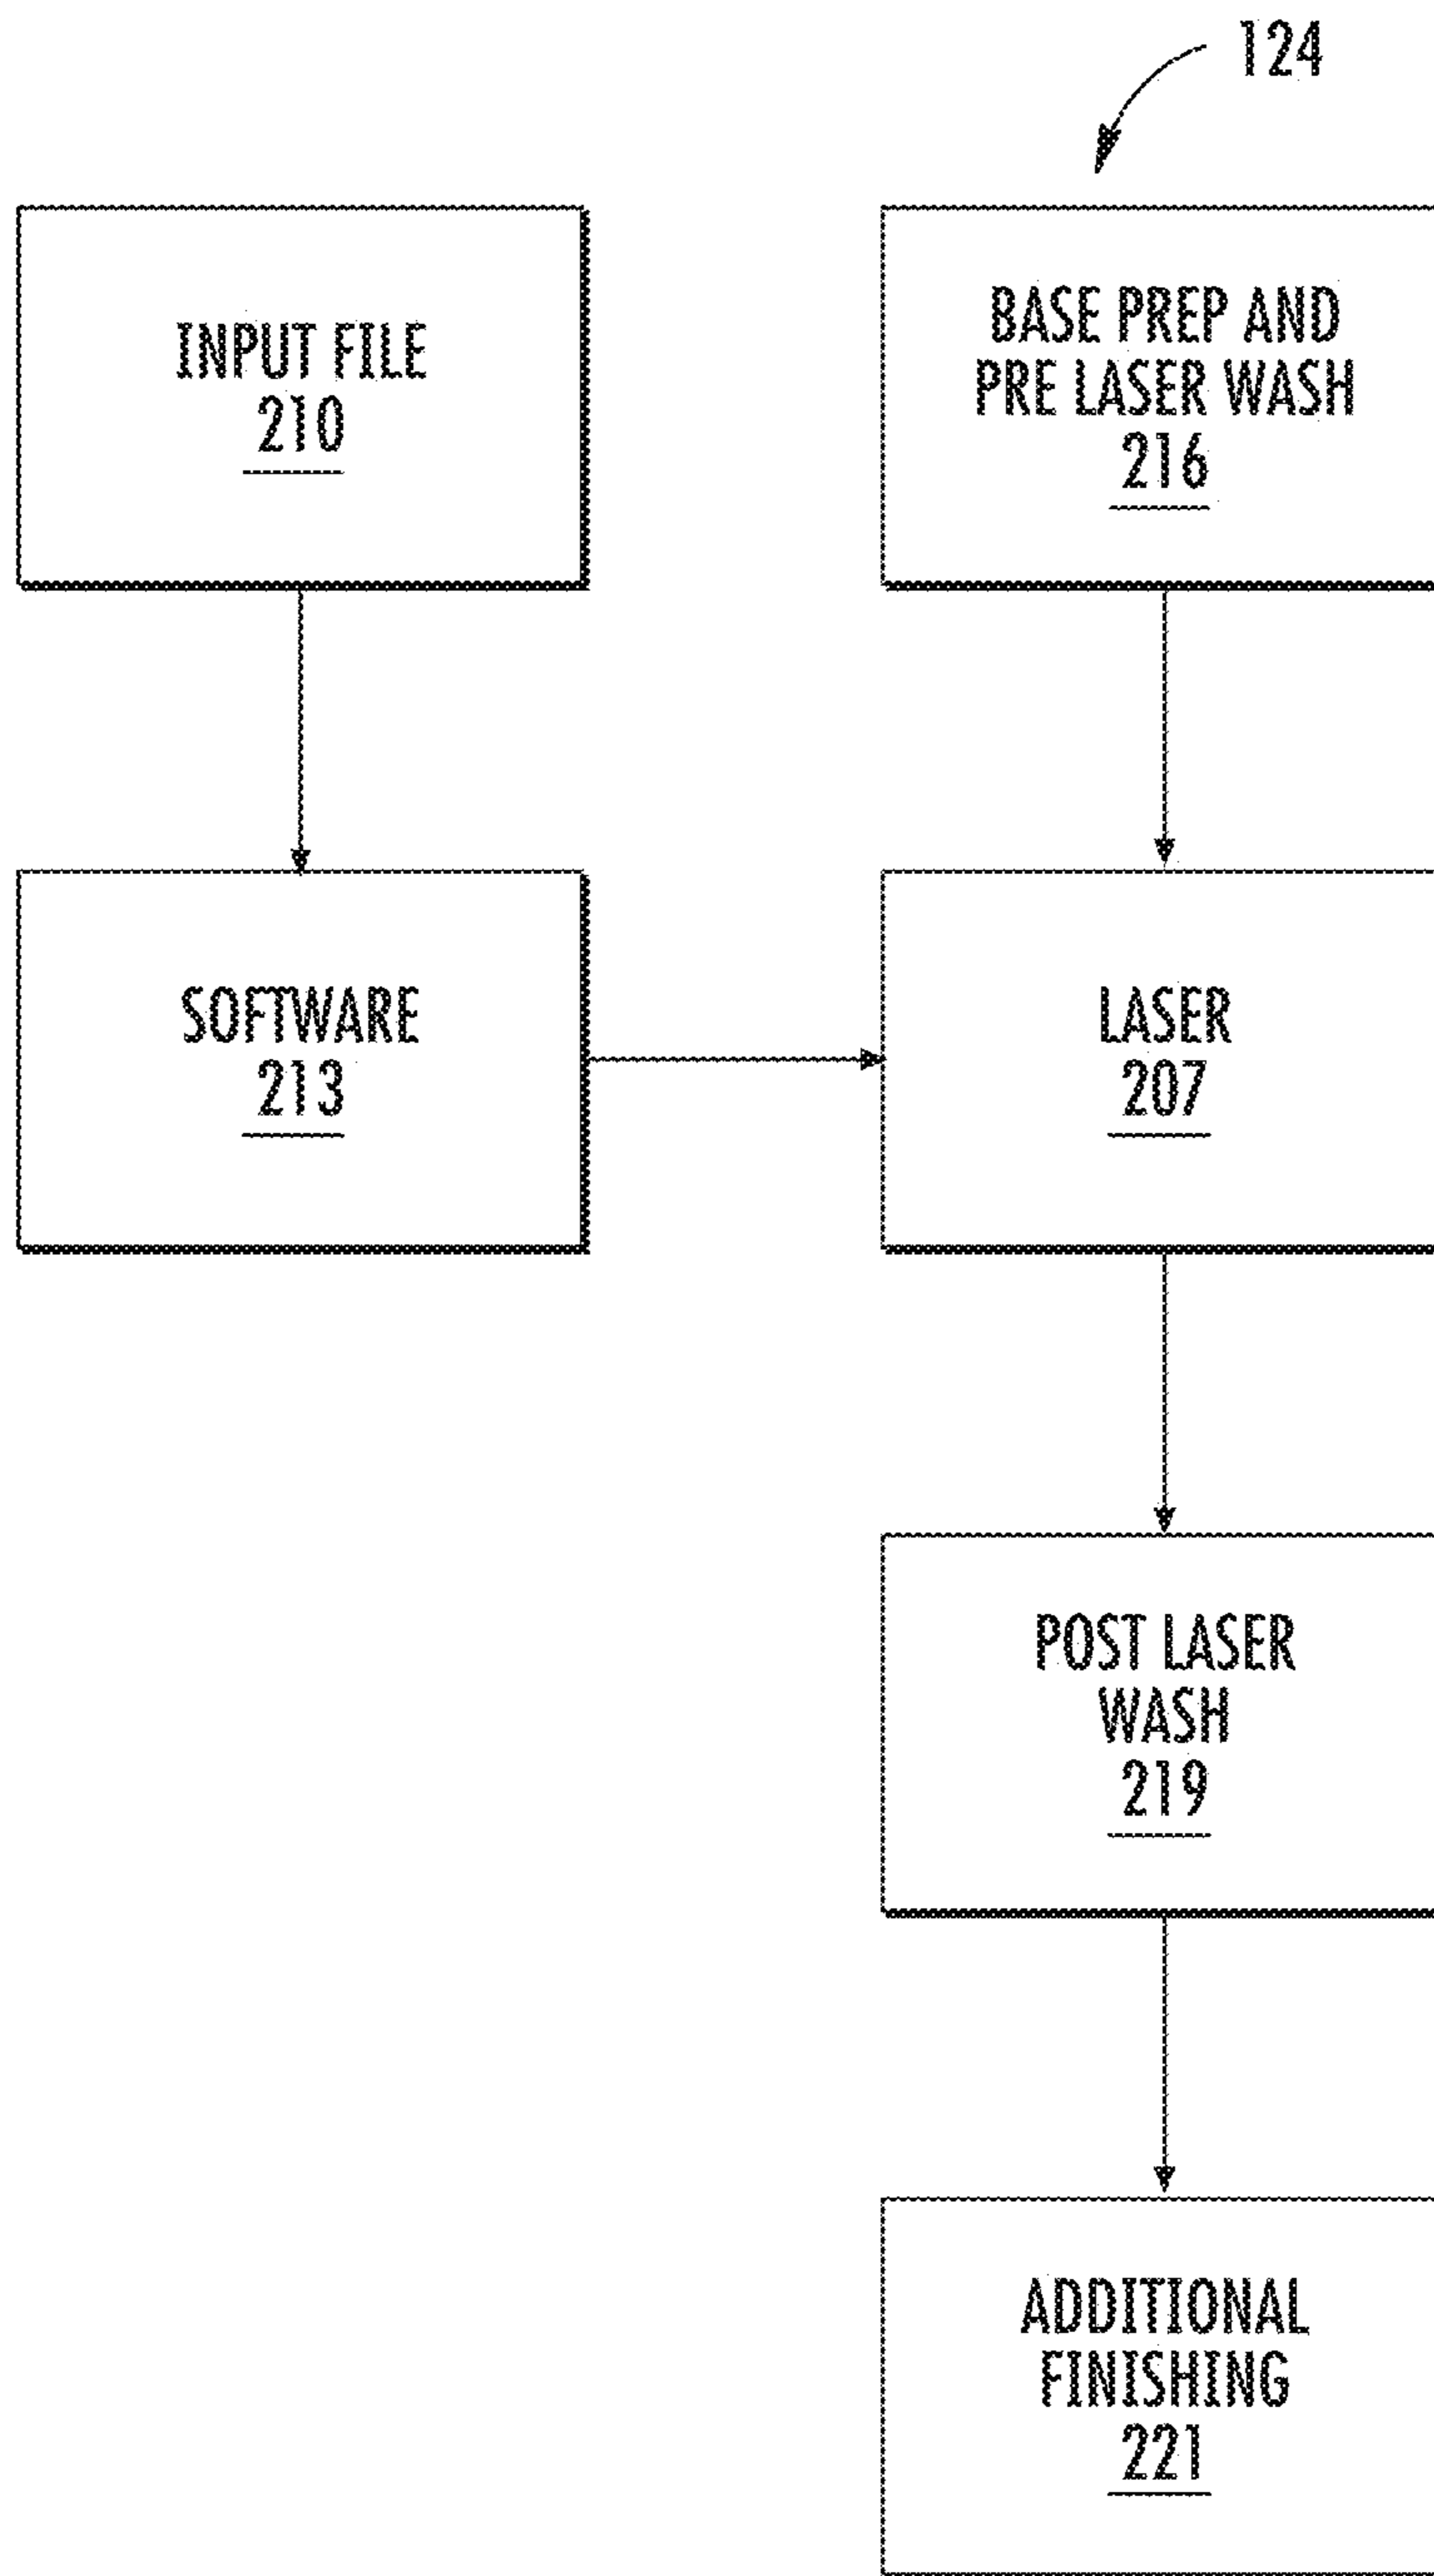 124
INPUT FILE
210
BASE PREP AND
PRE LASER WASH
216
SOFTWARE
213
LASER
207
POST LASER
WASH
219
ADDITIONAL
FINISHING
221